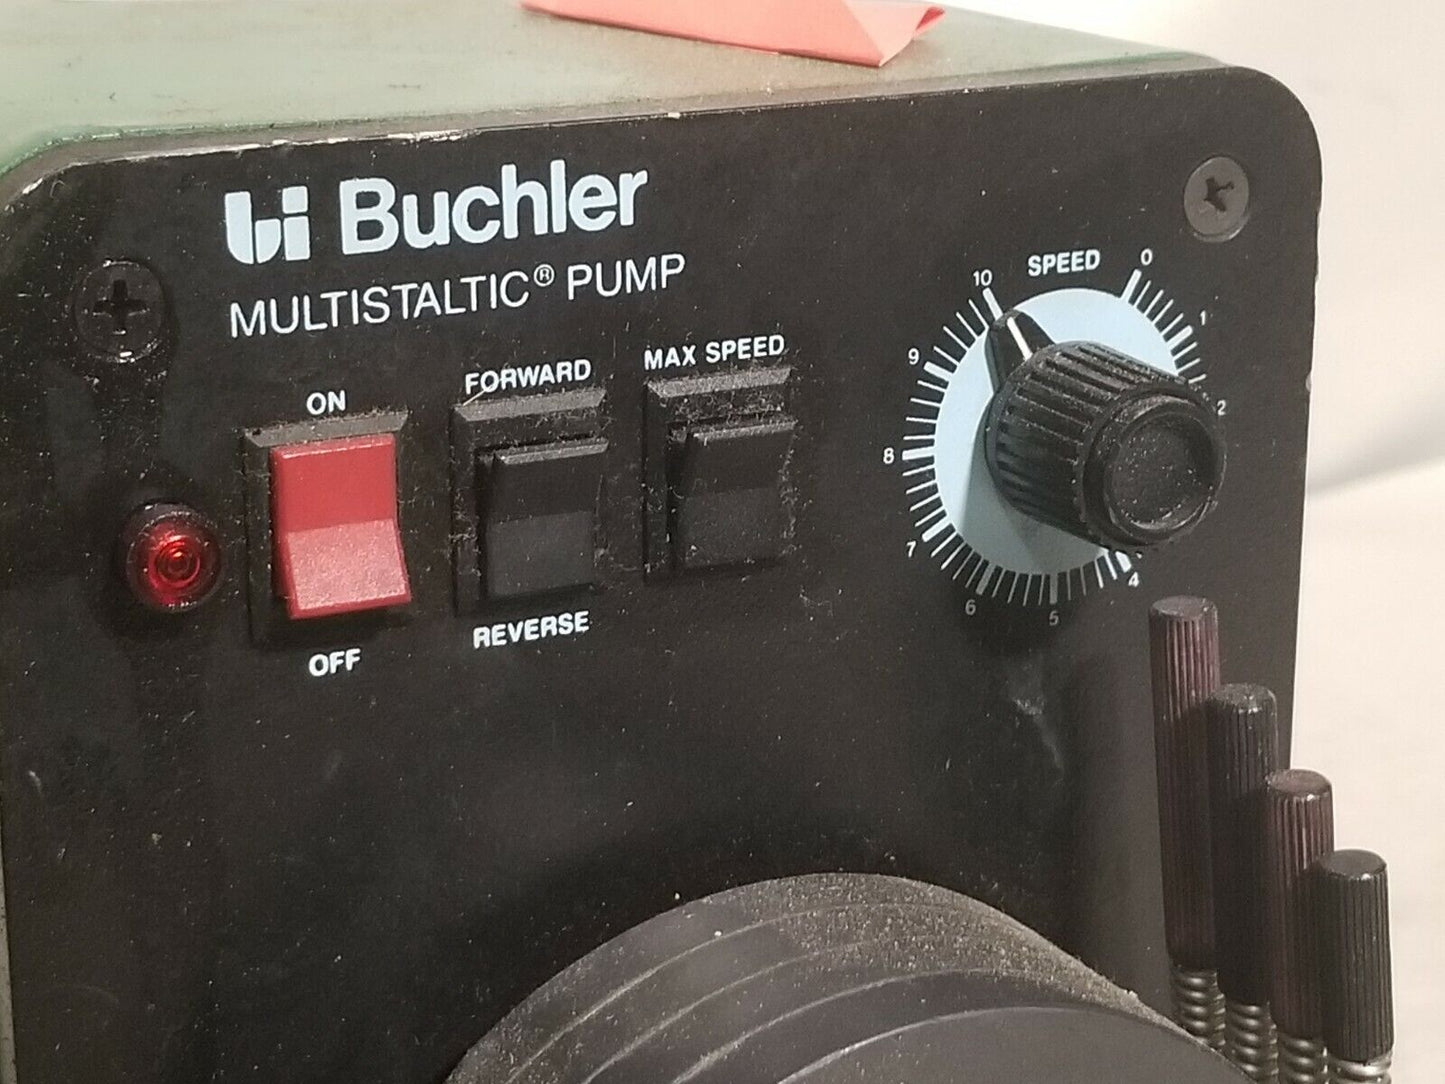 bi Buchler
MULTISTALTIC® PUMP
ON
OFF
FORWARD
REVERSE
MAX SPEED
SPEED
0
1
2
4
5
6
7
8
9
10